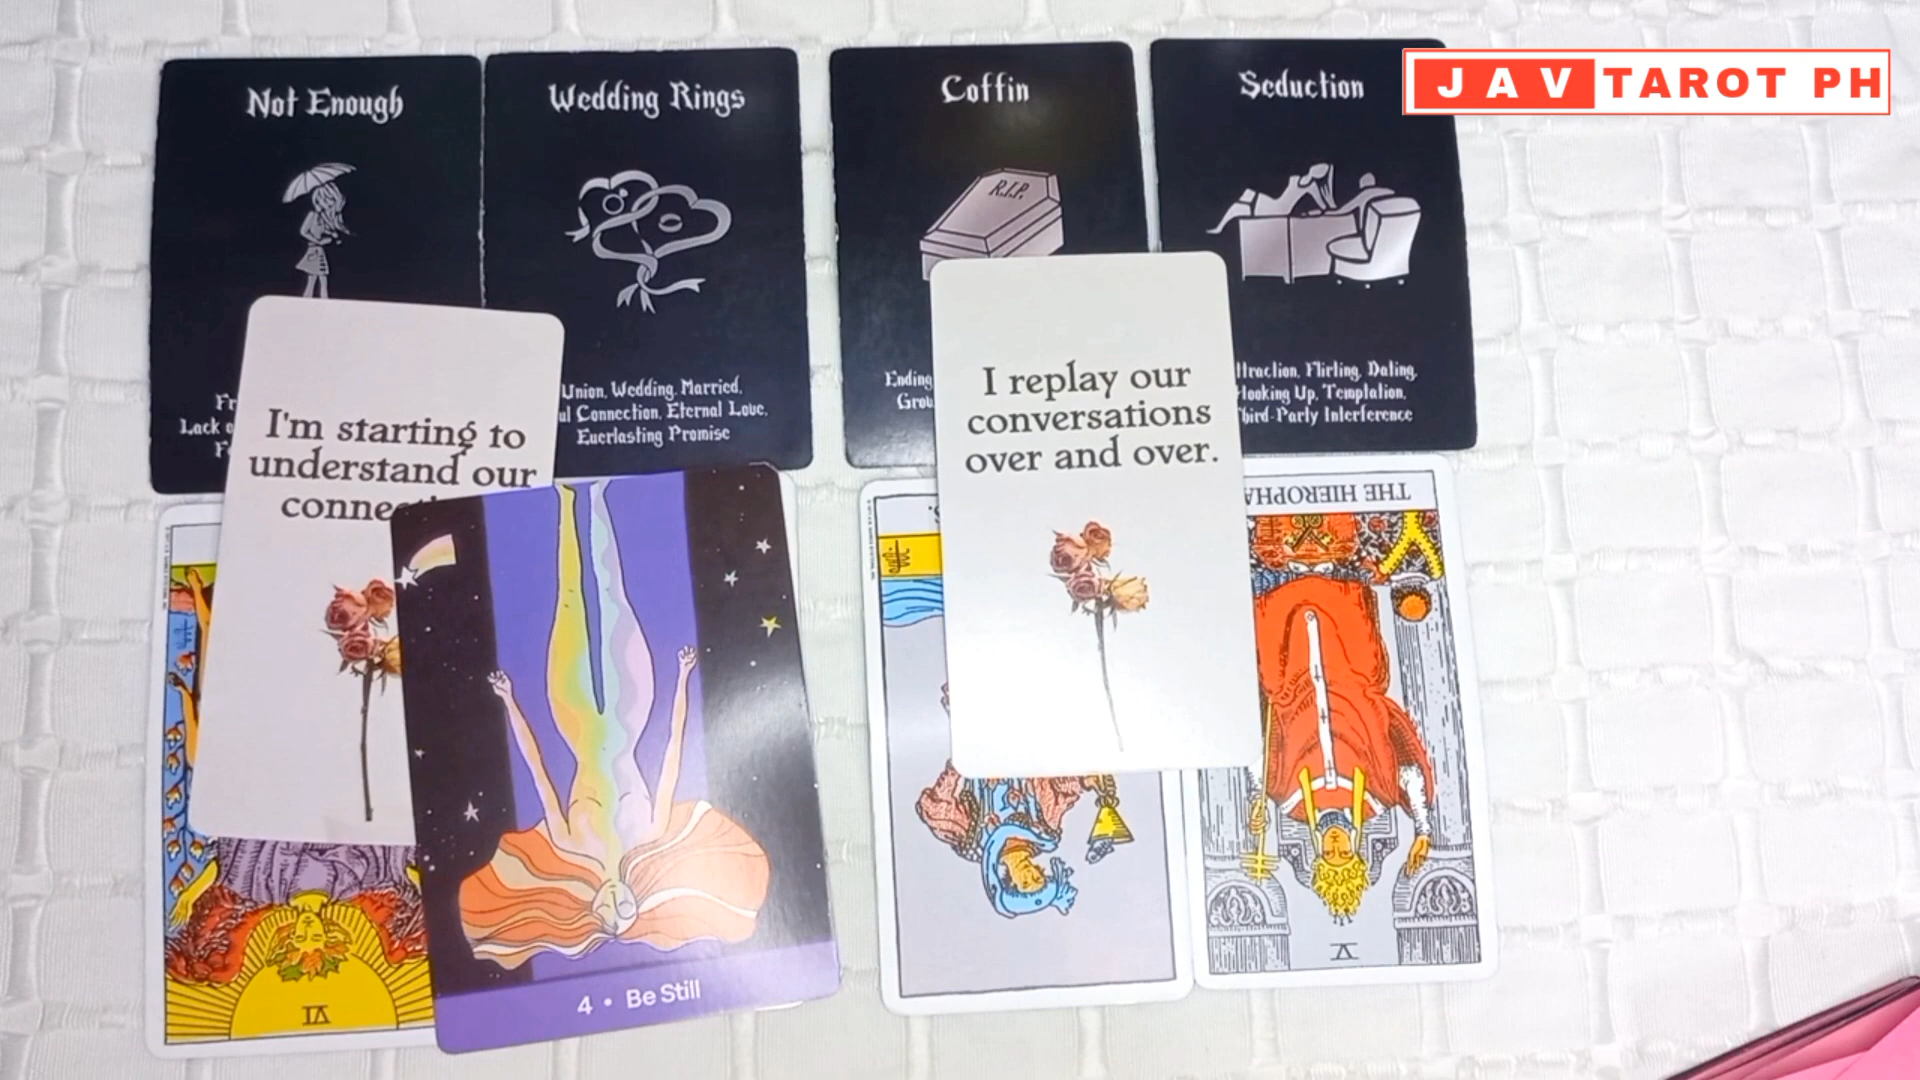 Not Enough
Wedding Rings
Coffin
Seduction
JAV TAROT PH
R.I.P.
Lack
Union, Wedding, Married,
Connection, Eternal Love,
Everlasting Promise
Ending
Flirting, Dating,
Hooking Up, Temptation,
Third-Party Interference
I'm starting to
understand our
I replay our
conversations
over and over.
THE
VI
4 • Be Still
V